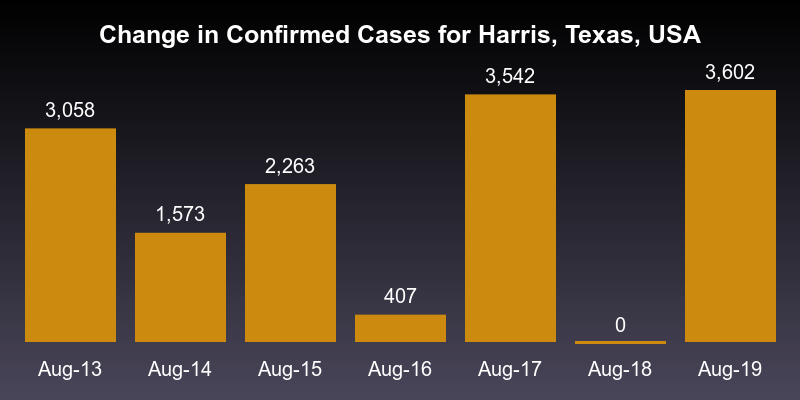 Change in Confirmed Cases for Harris, Texas, USA
3,058
1,573
2,263
407
3,542
0
3,602
Aug-13
Aug-14
Aug-15
Aug-16
Aug-17
Aug-18
Aug-19